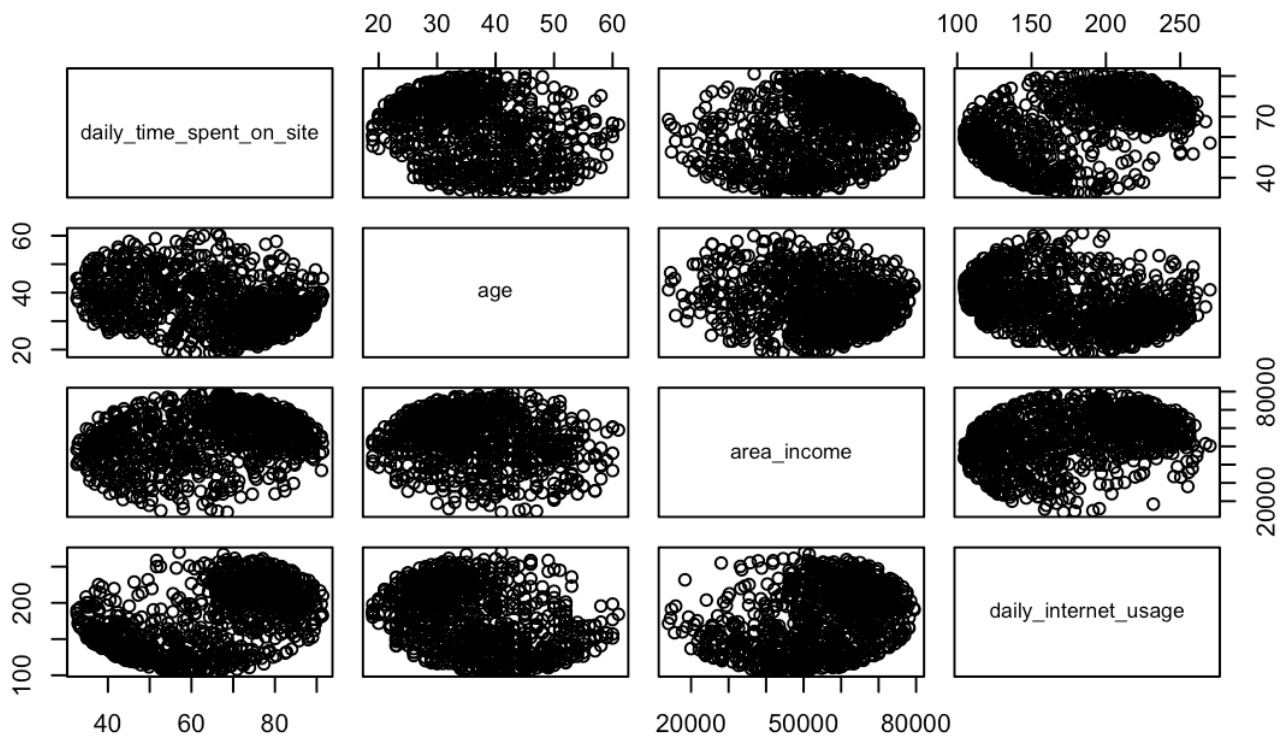 20 30 40 50 60
100 150 200 250
daily_time_spent_on_site
40 70
20 40 60
age
area_income
20000 80000
100 200
daily_internet_usage
40 60 80
20000 50000 80000